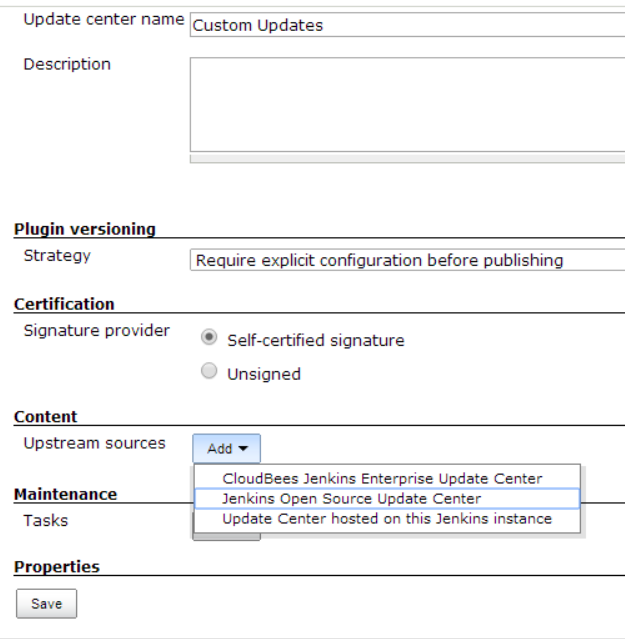 Update center name Custom Updates
Description
Plugin versioning
Strategy Require explicit configuration before publishing
Certification
Signature provider Self-certified signature
Unsigned
Content
Upstream sources Add
CloudBees Jenkins Enterprise Update Center
Jenkins Open Source Update Center
Maintenance
Tasks Update Center hosted on this Jenkins instance
Properties
Save